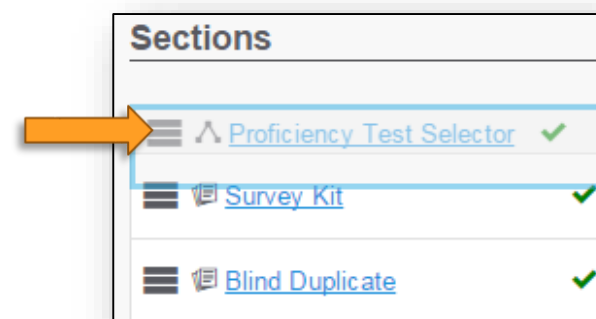 Sections
Proficiency Test Selector
Survey Kit
Blind Duplicate